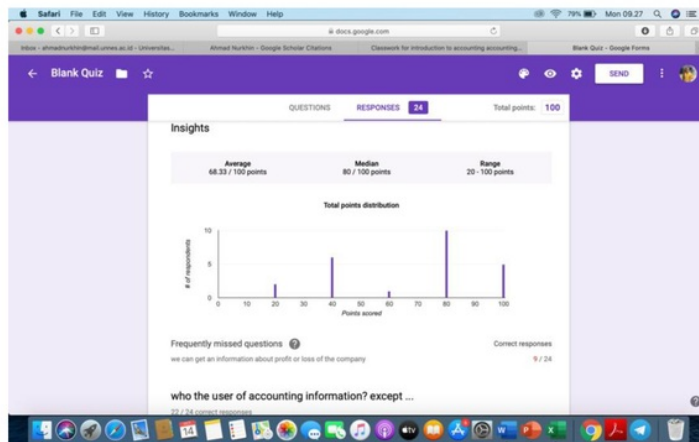 Safari File Edit View History Bookmarks Window Help 79% Mon 09.27
docs.google.com
Inbox - ahmadnurkhin@mail.unnes.ac.id - Universitas... Ahmad Nurkhin - Google Scholar Citations Classwork for introduction to accounting accounting... Blank Quiz - Google Forms
Blank Quiz SEND
QUESTIONS RESPONSES 24 Total points: 100
Insights
Average Median Range
68.33 / 100 points 80 / 100 points 20 - 100 points
Total points distribution
# of respondents
10
5
0
0 10 20 30 40 50 60 70 80 90 100
Points scored
Frequently missed questions ? Correct responses
we can get an information about profit or loss of the company 9 / 24
who the user of accounting information? except ...
22 / 24 correct responses
14 tv W P X